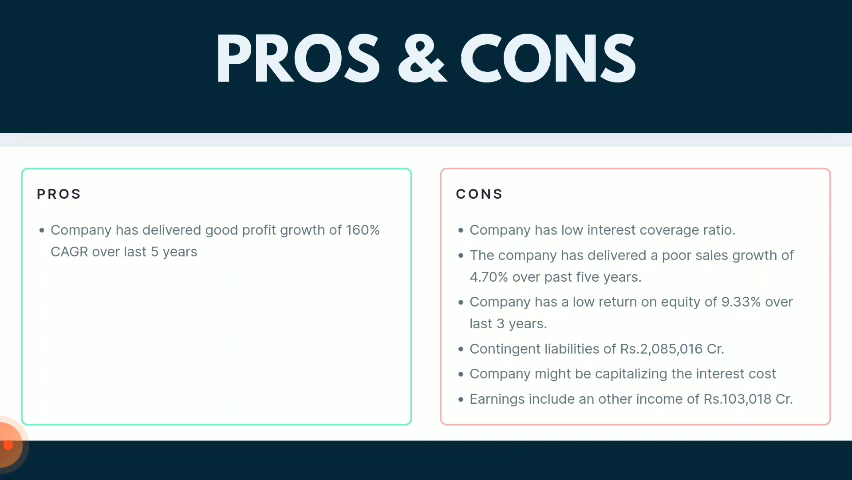 PROS & CONS
PROS
• Company has delivered good profit growth of 160%
CAGR over last 5 years
CONS
• Company has low interest coverage ratio.
• The company has delivered a poor sales growth of
4.70% over past five years.
• Company has a low return on equity of 9.33% over
last 3 years.
• Contingent liabilities of Rs.2,085,016 Cr.
• Company might be capitalizing the interest cost
• Earnings include an other income of Rs.103,018 Cr.